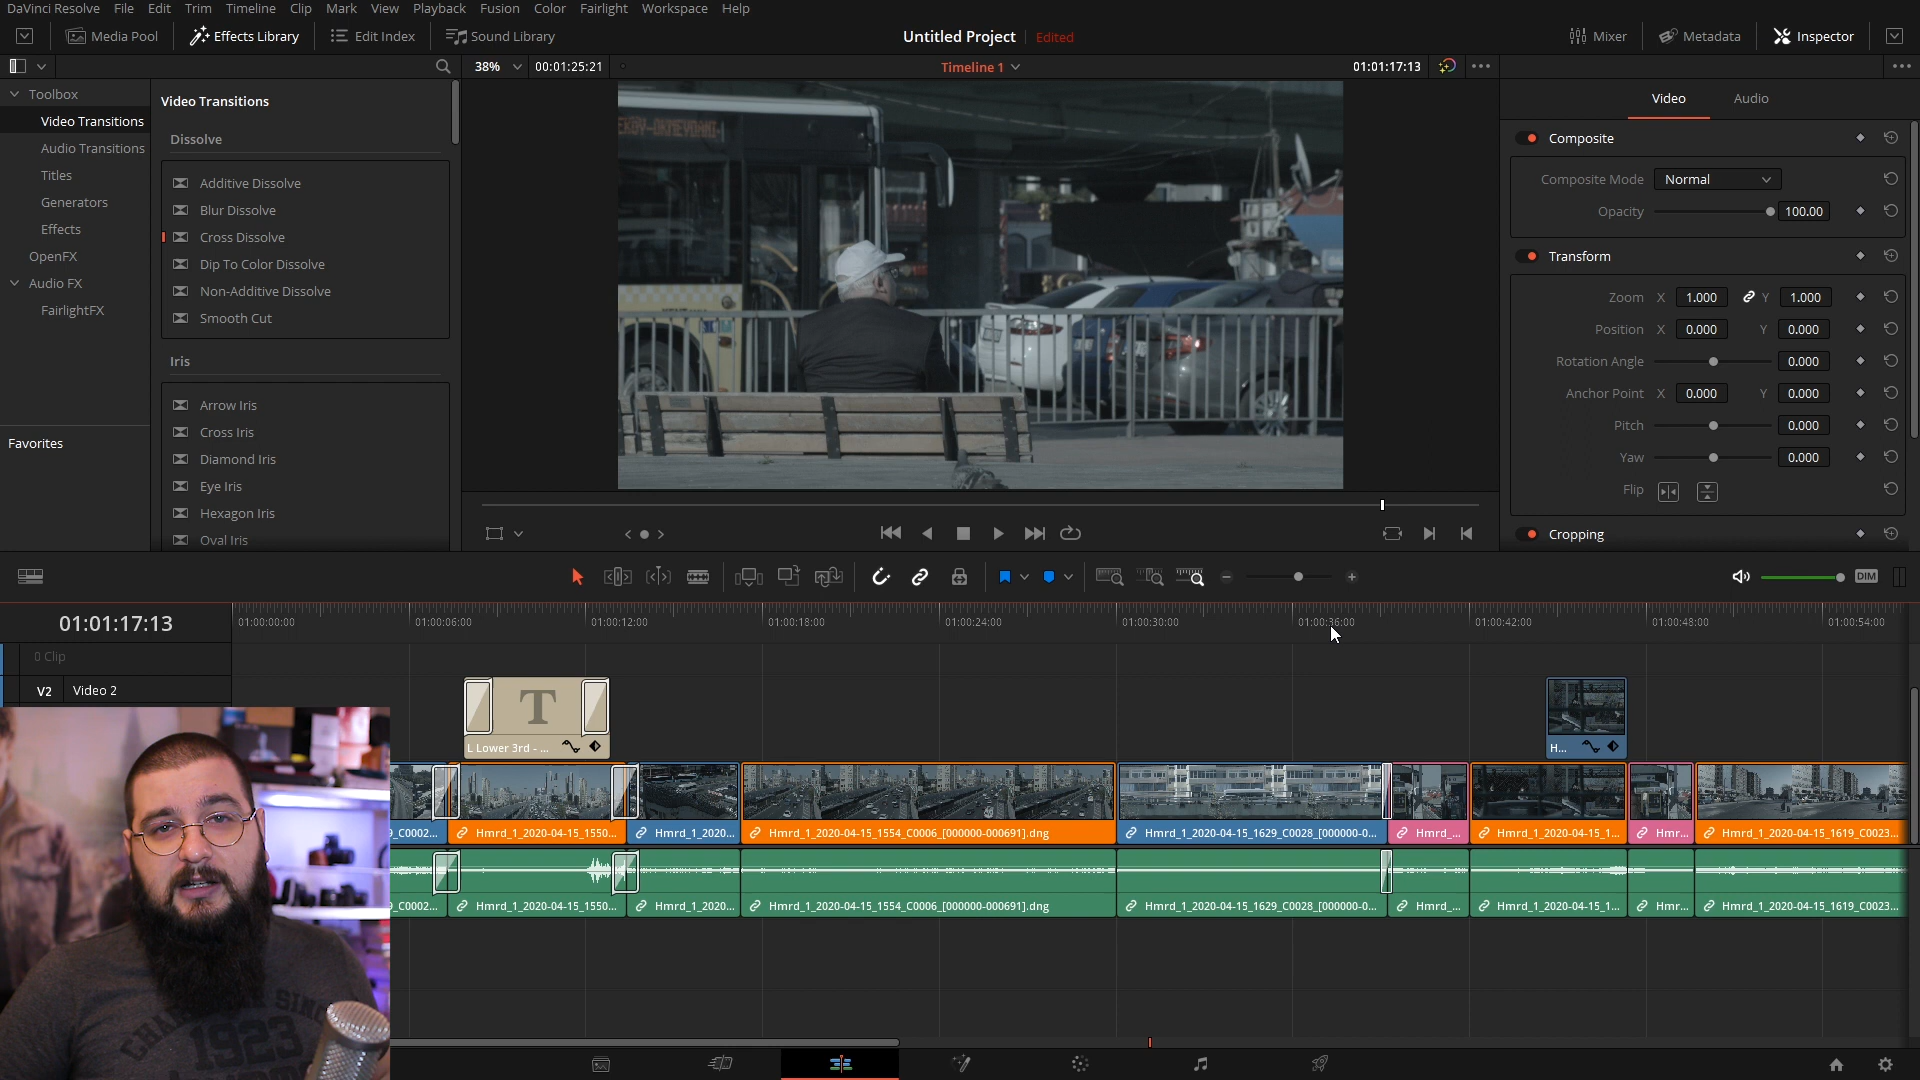 DaVinci Resolve File Edit Trim Timeline Clip Mark View Playback Fusion Color Fairlight Workspace Help
Media Pool Effects Library Edit Index Sound Library Untitled Project Edited Mixer Metadata Inspector
38% 00:01:25:21 Timeline 1 01:01:17:13
Toolbox
Video Transitions
Audio Transitions
Titles
Generators
Effects
OpenFX
Audio FX
FairlightFX
Favorites
Video Transitions
Dissolve
Additive Dissolve
Blur Dissolve
Cross Dissolve
Dip To Color Dissolve
Non-Additive Dissolve
Smooth Cut
Iris
Arrow Iris
Cross Iris
Diamond Iris
Eye Iris
Hexagon Iris
Oval Iris
Video Audio
Composite
Composite Mode Normal
Opacity 100.00
Transform
Zoom X 1.000 Y 1.000
Position X 0.000 Y 0.000
Rotation Angle 0.000
Anchor Point X 0.000 Y 0.000
Pitch 0.000
Yaw 0.000
Flip
Cropping
DIM
01:01:17:13
01:00:00:00 01:00:06:00 01:00:12:00 01:00:18:00 01:00:24:00 01:00:30:00 01:00:36:00 01:00:42:00 01:00:48:00 01:00:54:00
0 Clip
V2 Video 2
T
L Lower 3rd - ... H...
_C0002... Hmrd_1_2020-04-15_1550... Hmrd_1_2020... Hmrd_1_2020-04-15_1554_C0006_[000000-000691].dng Hmrd_1_2020-04-15_1629_C0028_[000000-0... Hmrd_... Hmrd_1_2020-04-15_1... Hmr... Hmrd_1_2020-04-15_1619_C0023...
_C0002... Hmrd_1_2020-04-15_1550... Hmrd_1_2020... Hmrd_1_2020-04-15_1554_C0006_[000000-000691].dng Hmrd_1_2020-04-15_1629_C0028_[000000-0... Hmrd_... Hmrd_1_2020-04-15_1... Hmr... Hmrd_1_2020-04-15_1619_C0023...
1923